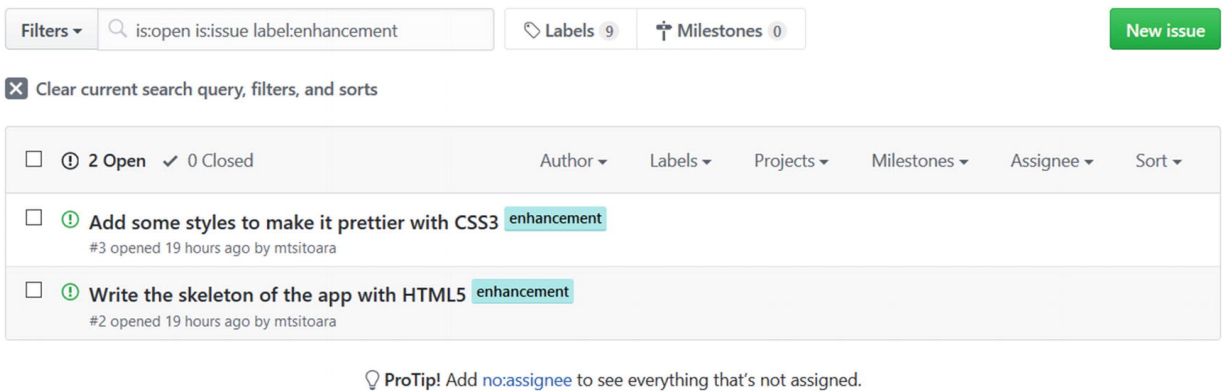 Filters is:open is:issue label:enhancement Labels 9 Milestones 0 New issue
Clear current search query, filters, and sorts
2 Open 0 Closed Author Labels Projects Milestones Assignee Sort
Add some styles to make it prettier with CSS3 enhancement
#3 opened 19 hours ago by mtsitoara
Write the skeleton of the app with HTML5 enhancement
#2 opened 19 hours ago by mtsitoara
ProTip! Add no:assignee to see everything that's not assigned.